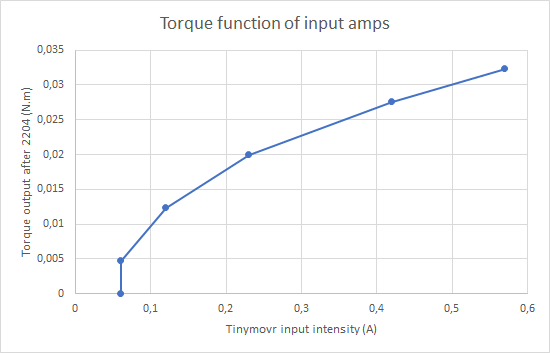 Torque function of input amps
0,035
0,03
0,025
0,02
0,015
0,01
0,005
0
Torque output after 2204 (N.m)
0 0,1 0,2 0,3 0,4 0,5 0,6
Tinymovr input intensity (A)